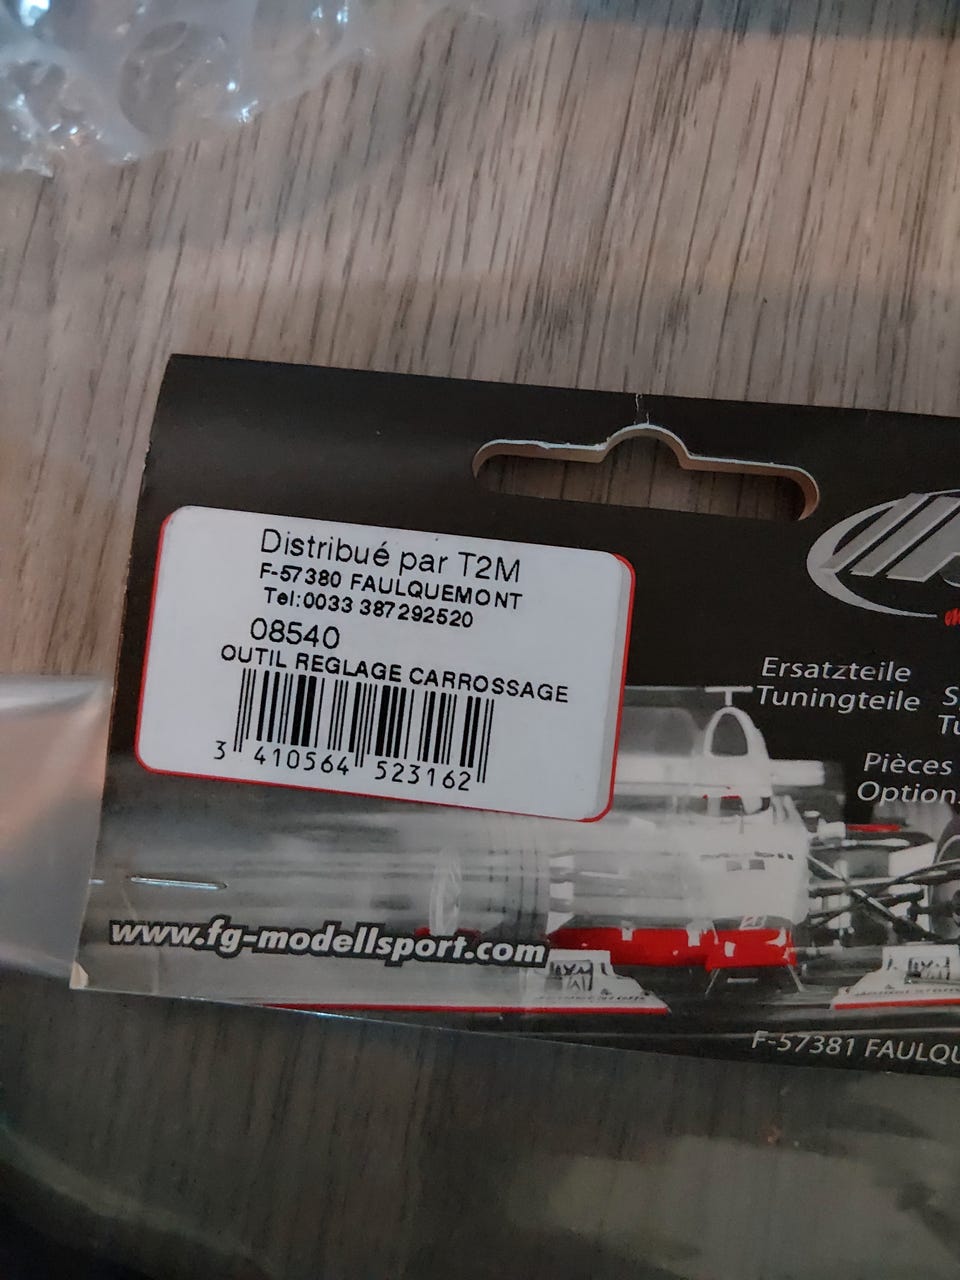 Distribué par T2M
F-57380 FAULQUEMONT
Tel:0033 387292520
08540
OUTIL REGLAGE CARROSSAGE
3 410564 523162
Ersatzteile
Tuningteile
Pièces
Option
www.fg-modellsport.com
F-57381 FAULQU